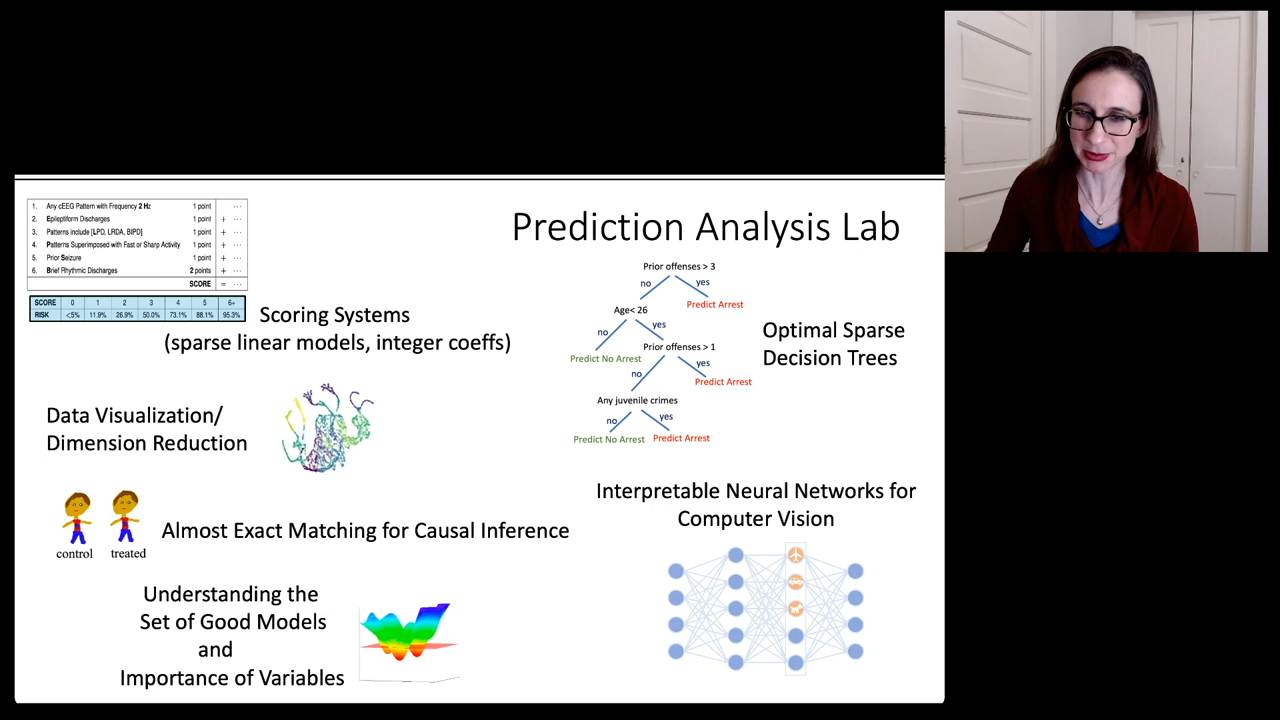 1. Any cEEG Pattern with Frequency 2 Hz 1 point ...
2. Epileptiform Discharges 1 point + ...
3. Patterns include [LPD, LRDA, BIPD] 1 point + ...
4. Patterns Superimposed with Fast or Sharp Activity 1 point + ...
5. Prior Seizure 1 point + ...
6. Brief Rhythmic Discharges 2 points + ...
SCORE = ...
SCORE 0 1 2 3 4 5 6+
RISK <5% 11.9% 26.9% 50.0% 73.1% 88.1% 95.3%
Scoring Systems
(sparse linear models, integer coeffs)
Prediction Analysis Lab
Prior offenses > 3
no yes
Age< 26 Predict Arrest
no yes
Predict No Arrest Prior offenses > 1
no yes
Predict Arrest
Any juvenile crimes
no yes
Predict No Arrest Predict Arrest
Optimal Sparse
Decision Trees
Data Visualization/
Dimension Reduction
control treated
Almost Exact Matching for Causal Inference
Interpretable Neural Networks for
Computer Vision
Understanding the
Set of Good Models
and
Importance of Variables